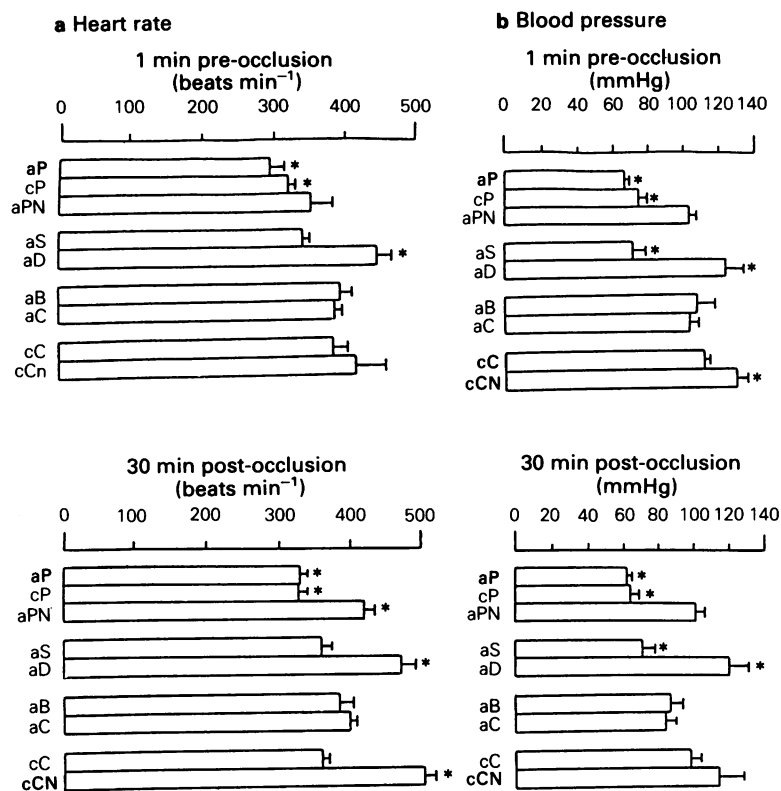 a Heart rate
1 min pre-occlusion
(beats min⁻¹)
0 100 200 300 400 500
aP *
cP *
aPN
aS
aD *
aB
aC
cC
cCn
b Blood pressure
1 min pre-occlusion
(mmHg)
0 20 40 60 80 100 120 140
aP *
cP *
aPN
aS *
aD *
aB
aC
cC
cCN *
30 min post-occlusion
(beats min⁻¹)
0 100 200 300 400 500
aP *
cP *
aPN *
aS
aD *
aB
aC
cC
cCN *
30 min post-occlusion
(mmHg)
0 20 40 60 80 100 120 140
aP *
cP *
aPN
aS *
aD *
aB
aC
cC
cCN